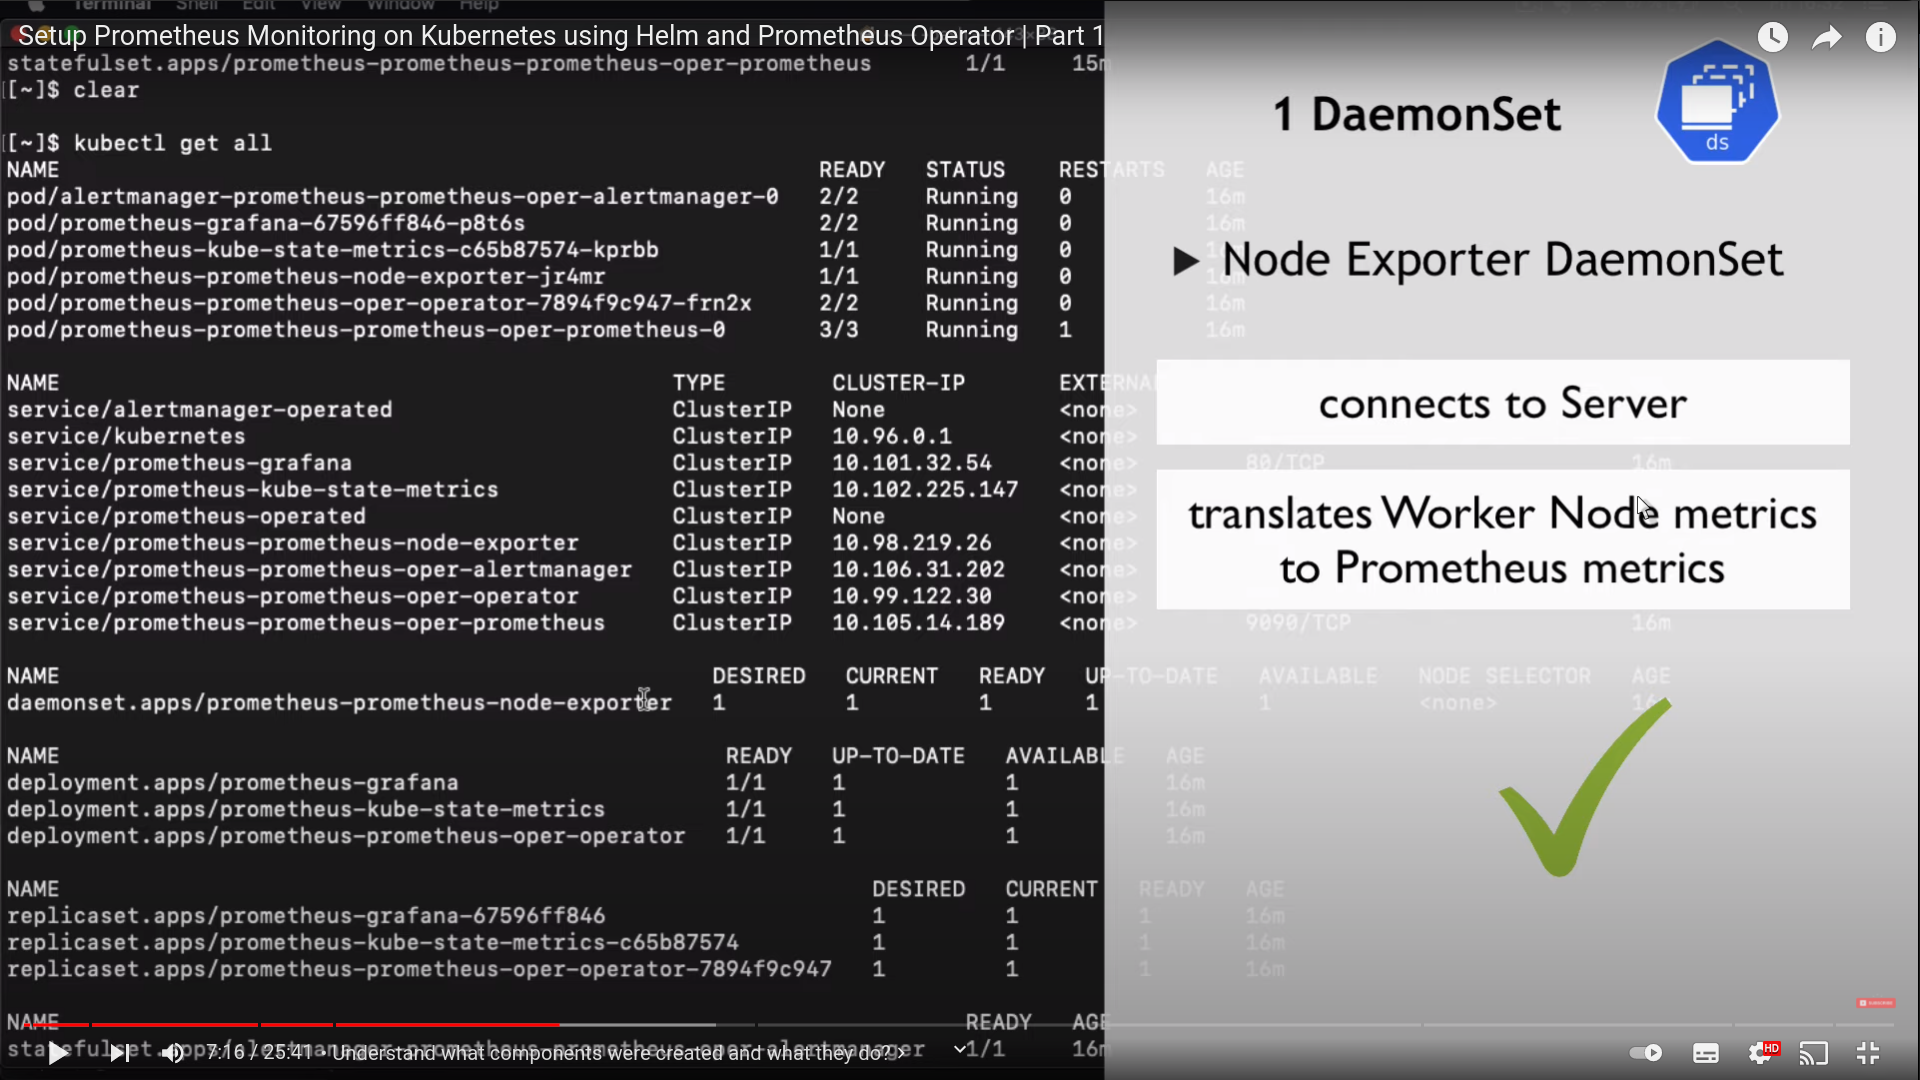 Terminal Shell Edit View Window Help
Setup Prometheus Monitoring on Kubernetes using Helm and Prometheus Operator | Part 1
statefulset.apps/prometheus-prometheus-prometheus-oper-prometheus 1/1 15m
[[~]$ clear
[[~]$ kubectl get all
NAME READY STATUS RESTARTS AGE
pod/alertmanager-prometheus-prometheus-oper-alertmanager-0 2/2 Running 0 16m
pod/prometheus-grafana-67596ff846-p8t6s 2/2 Running 0 16m
pod/prometheus-kube-state-metrics-c65b87574-kprbb 1/1 Running 0
pod/prometheus-prometheus-node-exporter-jr4mr 1/1 Running 0 16m
pod/prometheus-prometheus-oper-operator-7894f9c947-frn2x 2/2 Running 0 16m
pod/prometheus-prometheus-prometheus-oper-prometheus-0 3/3 Running 1 16m
NAME TYPE CLUSTER-IP
service/alertmanager-operated ClusterIP None <none>
service/kubernetes ClusterIP 10.96.0.1 <none>
service/prometheus-grafana ClusterIP 10.101.32.54 <none> 80/TCP 16m
service/prometheus-kube-state-metrics ClusterIP 10.102.225.147 <none>
service/prometheus-operated ClusterIP None <none>
service/prometheus-prometheus-node-exporter ClusterIP 10.98.219.26 <none>
service/prometheus-prometheus-oper-alertmanager ClusterIP 10.106.31.202 <none>
service/prometheus-prometheus-oper-operator ClusterIP 10.99.122.30 <none>
service/prometheus-prometheus-oper-prometheus ClusterIP 10.105.14.189 <none> 9090/TCP 16m
NAME DESIRED CURRENT READY UP-TO-DATE AVAILABLE NODE SELECTOR AGE
daemonset.apps/prometheus-prometheus-node-exporter 1 1 1 1 1 <none> 16m
NAME READY UP-TO-DATE AVAILABLE AGE
deployment.apps/prometheus-grafana 1/1 1 1 16m
deployment.apps/prometheus-kube-state-metrics 1/1 1 1 16m
deployment.apps/prometheus-prometheus-oper-operator 1/1 1 1 16m
NAME DESIRED CURRENT READY AGE
replicaset.apps/prometheus-grafana-67596ff846 1 1 1 16m
replicaset.apps/prometheus-kube-state-metrics-c65b87574 1 1 1 16m
replicaset.apps/prometheus-prometheus-oper-operator-7894f9c947 1 1 1 16m
NAME READY AGE
statefulset.apps/alertmanager-prometheus-prometheus-oper-alertmanager 1/1 16m
1 DaemonSet
ds
Node Exporter DaemonSet
connects to Server
translates Worker Node metrics
to Prometheus metrics
SUBSCRIBE
7:16 / 25:41 • Understand what components were created and what they do? >
HD